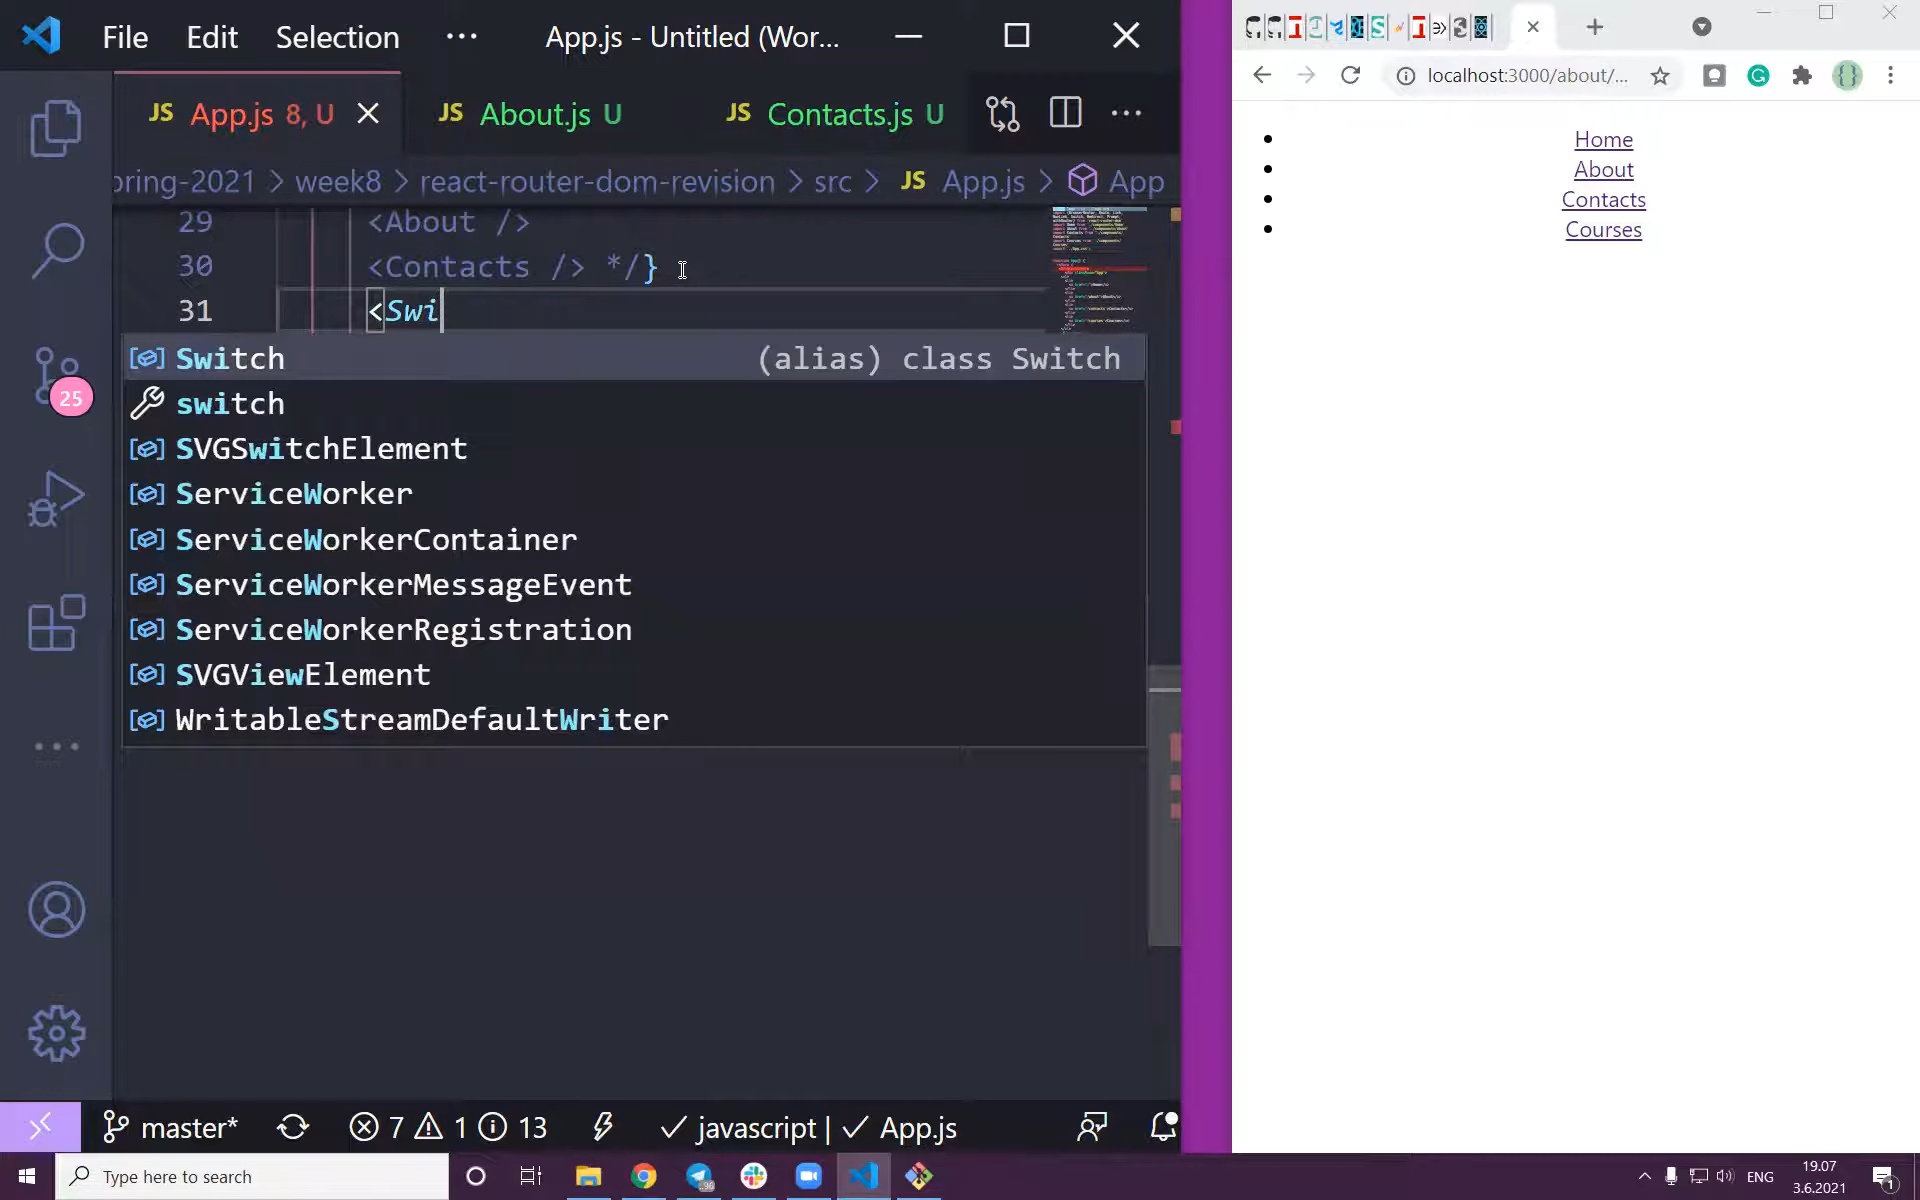 File Edit Selection ··· App.js - Untitled (Wor...
JS App.js 8, U JS About.js U JS Contacts.js U ···
pring-2021 > week8 > react-router-dom-revision > src > JS App.js > App
29 <About />
30 <Contacts /> */}
31 <Swi
Switch (alias) class Switch
switch
SVGSwitchElement
ServiceWorker
ServiceWorkerContainer
ServiceWorkerMessageEvent
ServiceWorkerRegistration
SVGViewElement
WritableStreamDefaultWriter
25
master* 7 1 13 javascript | App.js
localhost:3000/about/...
Home
About
Contacts
Courses
Type here to search
96
ENG
19.07
3.6.2021
1